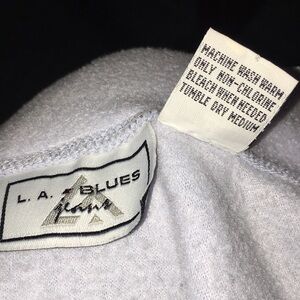 L. A. BLUES
jeans
MACHINE WASH WARM
ONLY NON-CHLORINE
BLEACH WHEN NEEDED
TUMBLE DRY MEDIUM